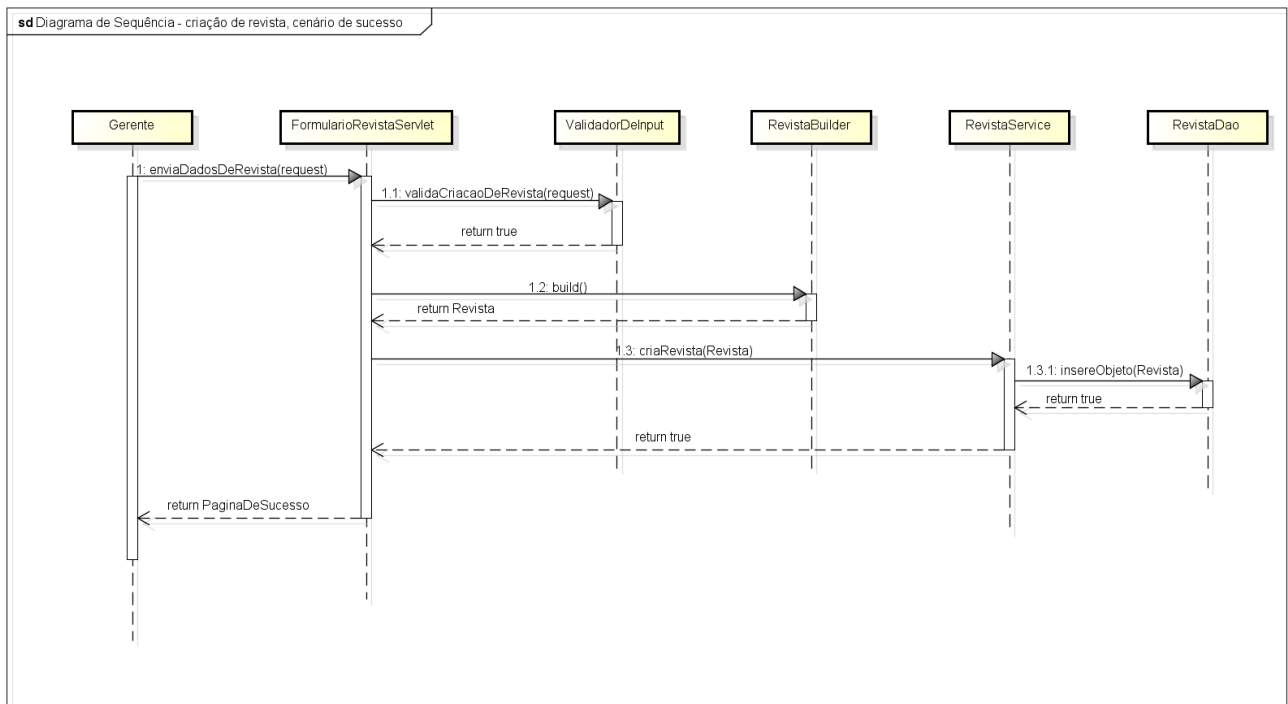 sd Diagrama de Sequência - criação de revista, cenário de sucesso
Gerente
FormularioRevistaServlet
ValidadorDeInput
RevistaBuilder
RevistaService
RevistaDao
1: enviaDadosDeRevista(request)
1.1: validaCriacaoDeRevista(request)
return true
1.2: build()
return Revista
1.3: criaRevista(Revista)
1.3.1: insereObjeto(Revista)
return true
return true
return PaginaDeSucesso